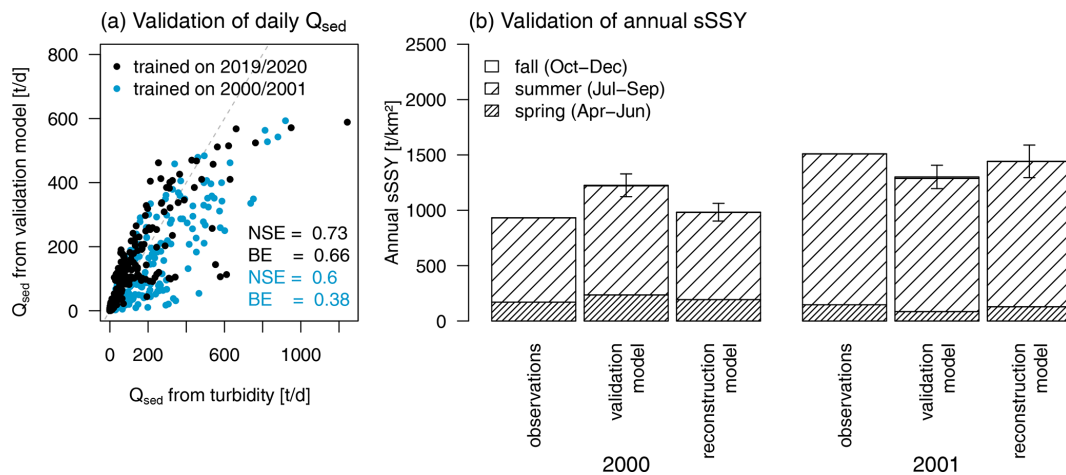 (a) Validation of daily Qsed
Qsed from validation model [t/d]
800
600
400
200
0
trained on 2019/2020
trained on 2000/2001
NSE = 0.73
BE = 0.66
NSE = 0.6
BE = 0.38
0 200 600 1000
Qsed from turbidity [t/d]
(b) Validation of annual sSSY
Annual sSSY [t/km²]
2500
2000
1500
1000
500
0
fall (Oct−Dec)
summer (Jul−Sep)
spring (Apr−Jun)
observations
validation
model
reconstruction
model
2000
observations
validation
model
reconstruction
model
2001